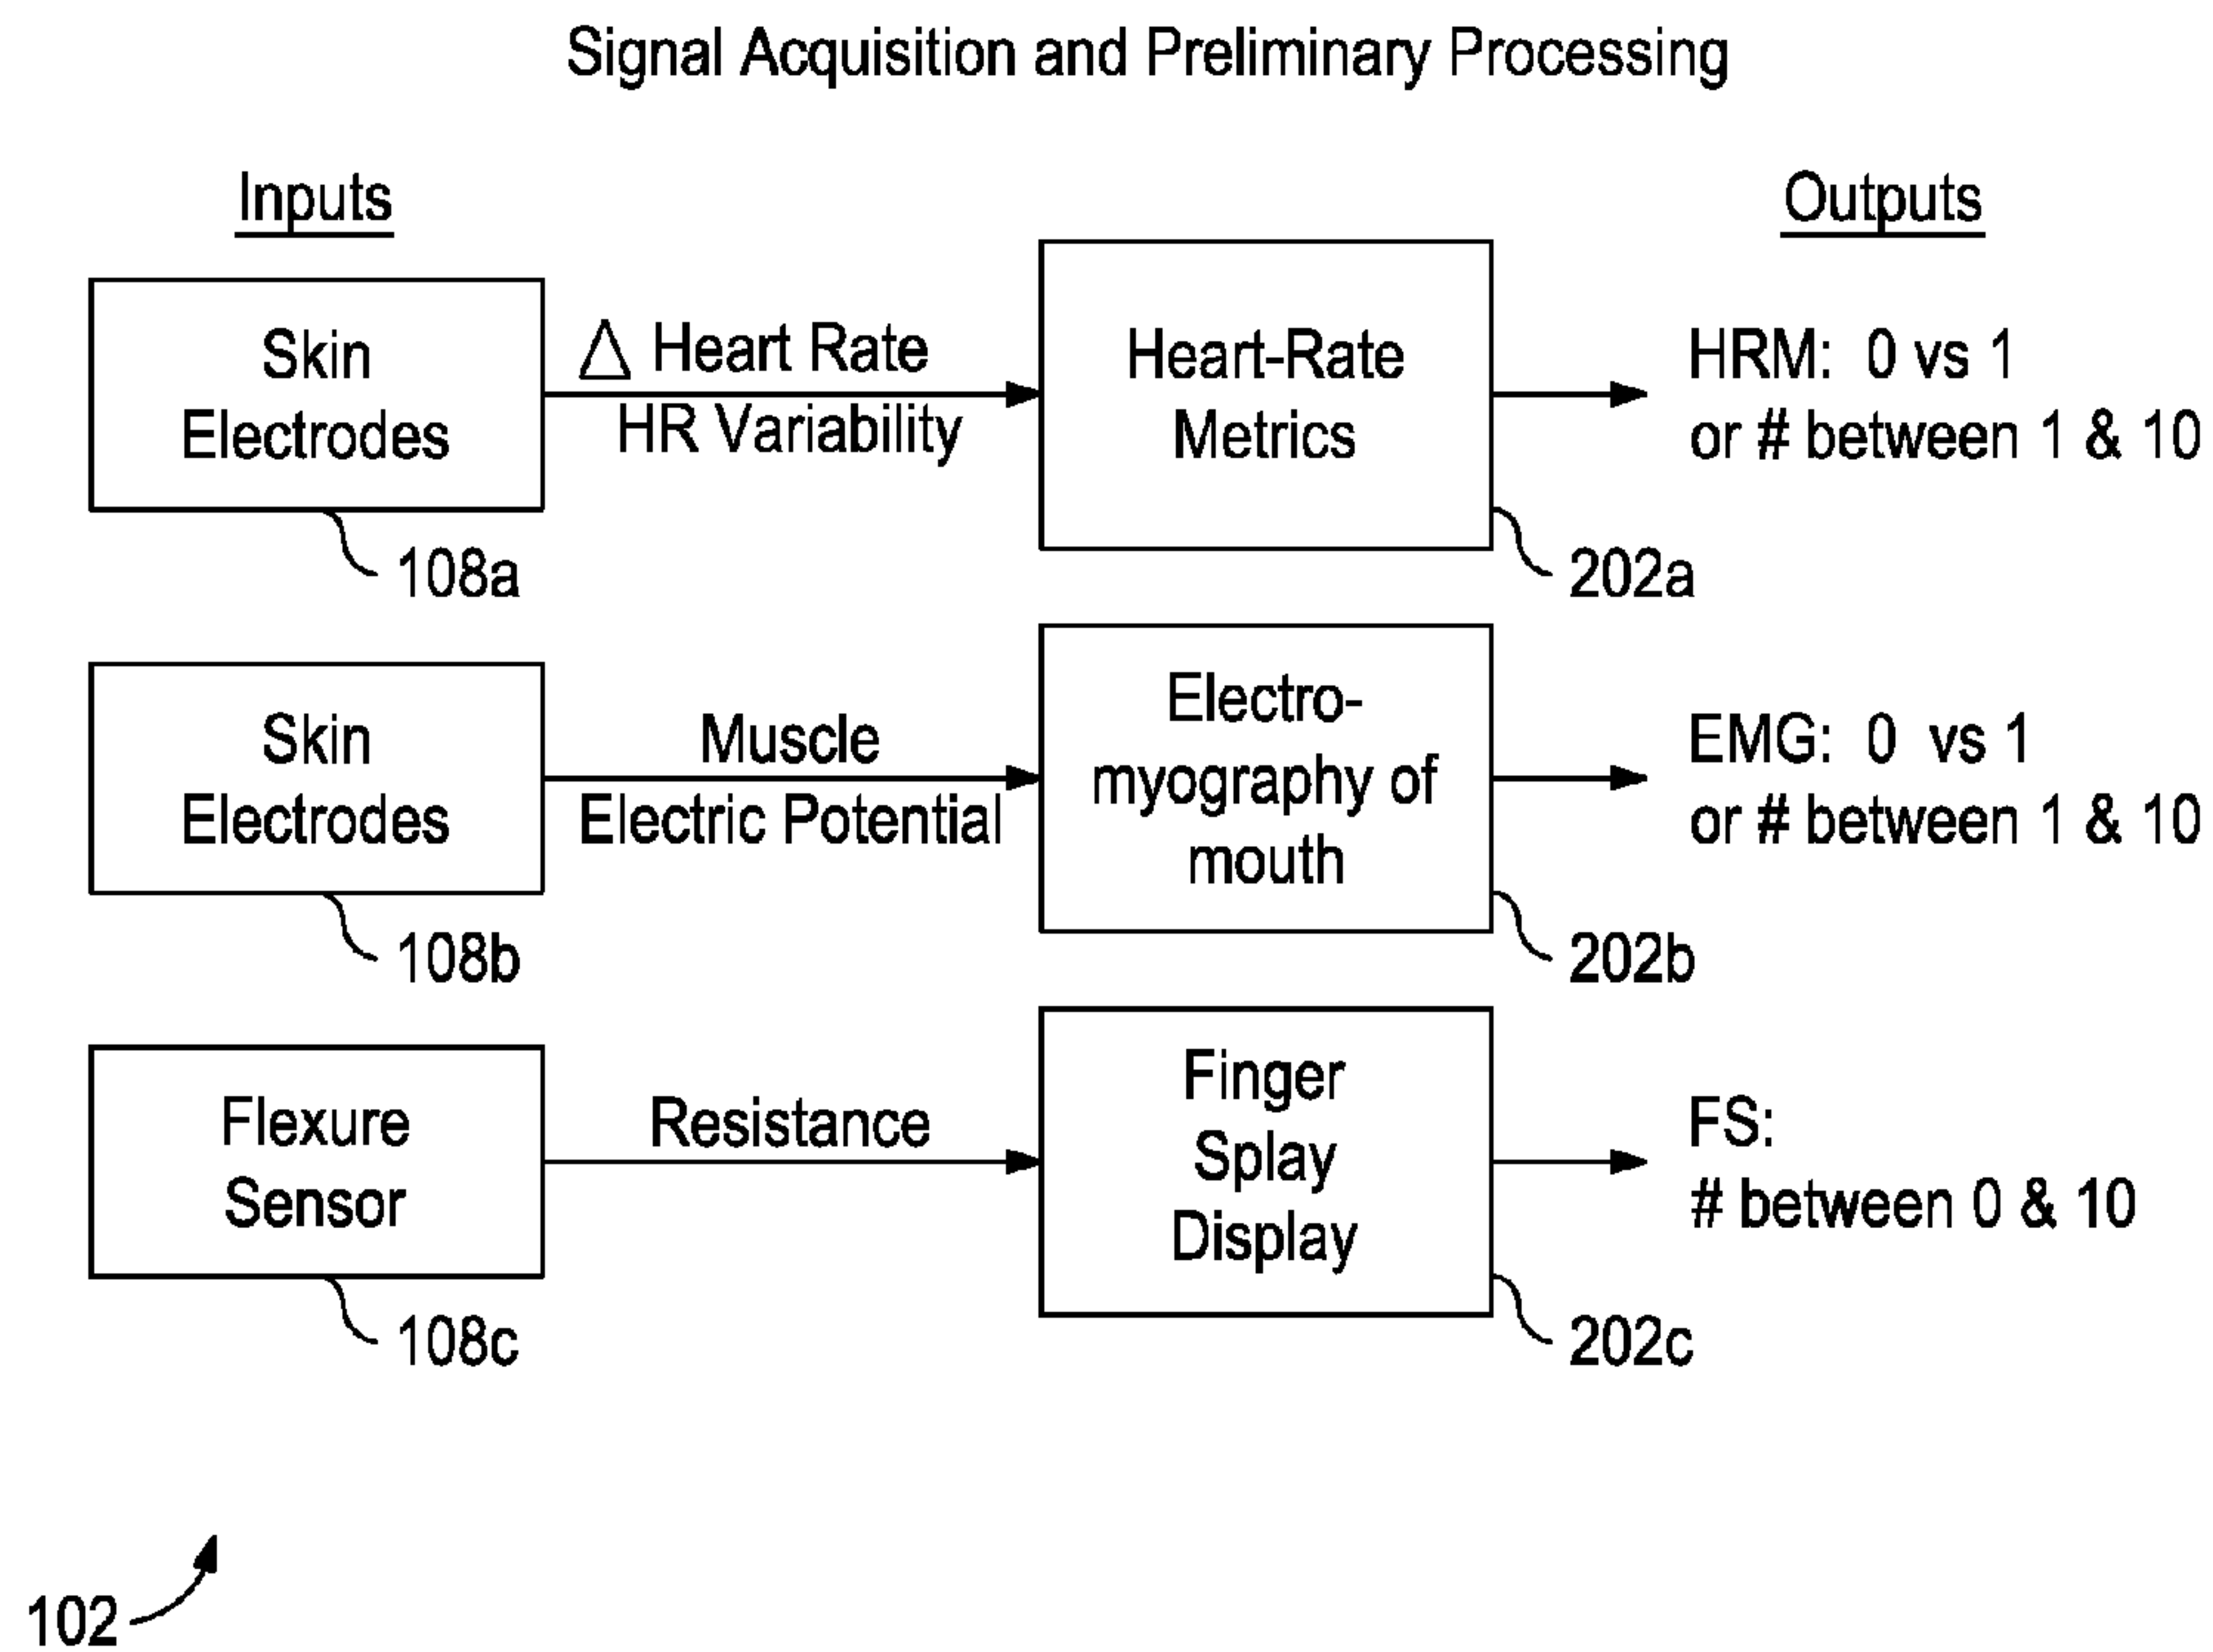 Signal Acquisition and Preliminary Processing
Inputs
Outputs
Skin
Electrodes
108a
△ Heart Rate
HR Variability
Heart-Rate
Metrics
202a
HRM: 0 vs 1
or # between 1 & 10
Skin
Electrodes
108b
Muscle
Electric Potential
Electro-
myography of
mouth
202b
EMG: 0 vs 1
or # between 1 & 10
Flexure
Sensor
108c
Resistance
Finger
Splay
Display
202c
FS:
# between 0 & 10
102